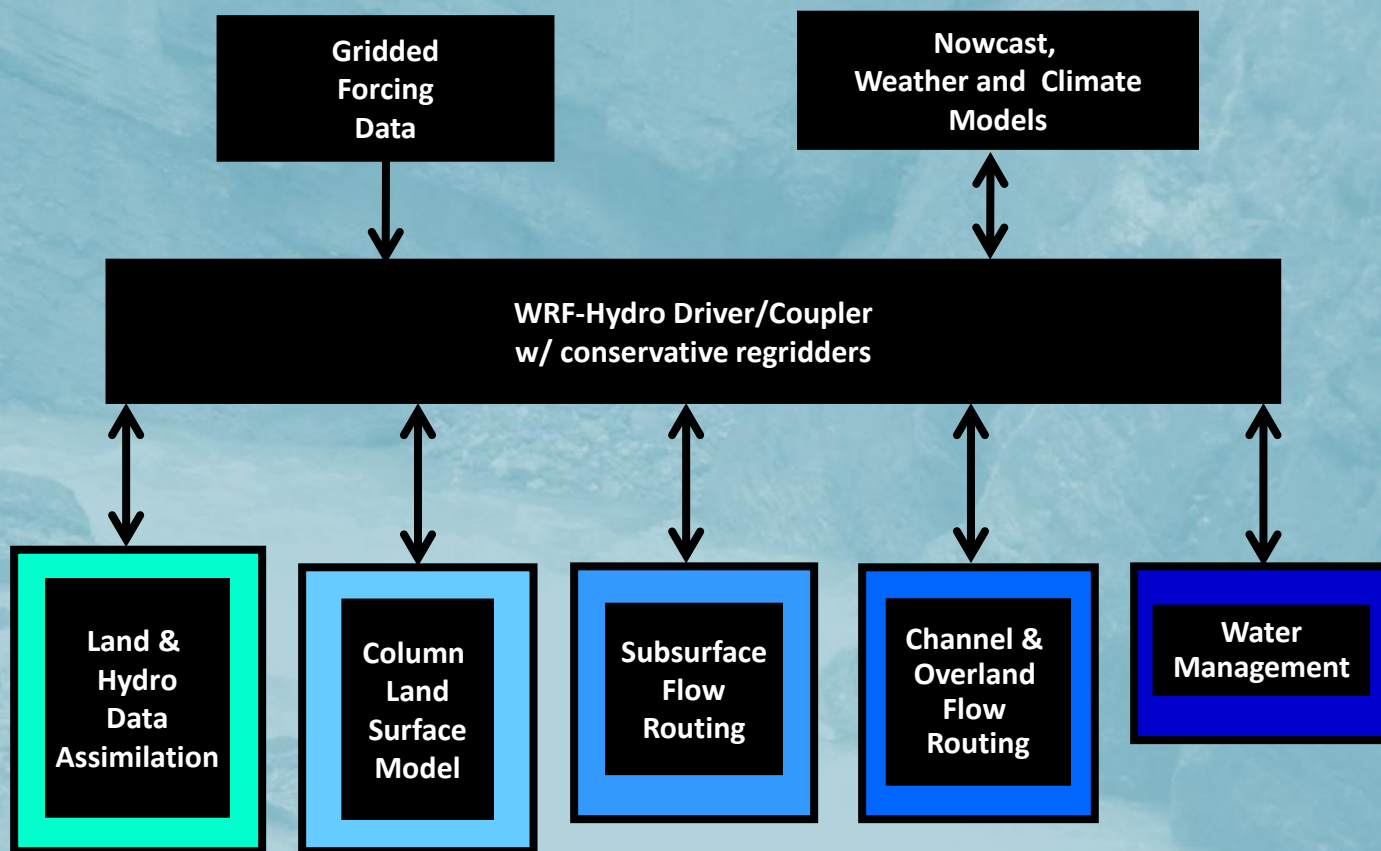 Gridded
Forcing
Data
Nowcast,
Weather and Climate
Models
WRF-Hydro Driver/Coupler
w/ conservative regridders
Land &
Hydro
Data
Assimilation
Column
Land
Surface
Model
Subsurface
Flow
Routing
Channel &
Overland
Flow
Routing
Water
Management